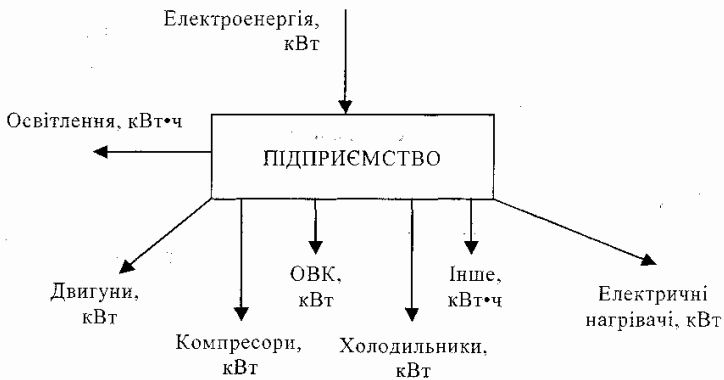 Електроенергія,
кВт
Освітлення, кВт•ч
ПІДПРИЄМСТВО
Двигуни,
кВт
Компресори,
кВт
ОВК,
кВт
Холодильники,
кВт
Інше,
кВт•ч
Електричні
нагрівачі, кВт